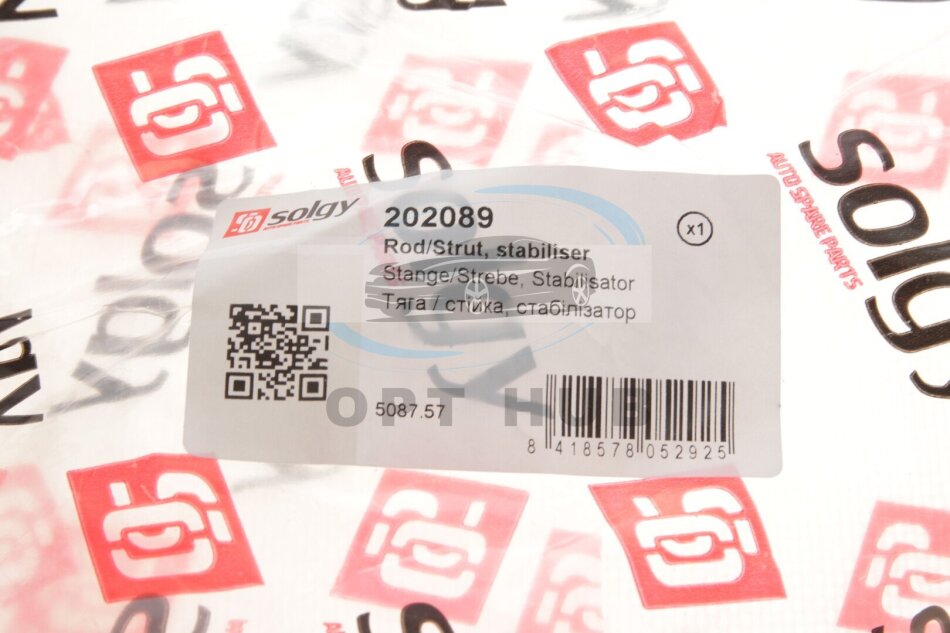 solgy
AUTO SPARE PARTS
solgy
202089
x1
Rod/Strut, stabiliser
Stange/Strebe, Stabilisator
Тяга / стійка, стабілізатор
OPT HUB
5087.57
8 418578 052925
solgy